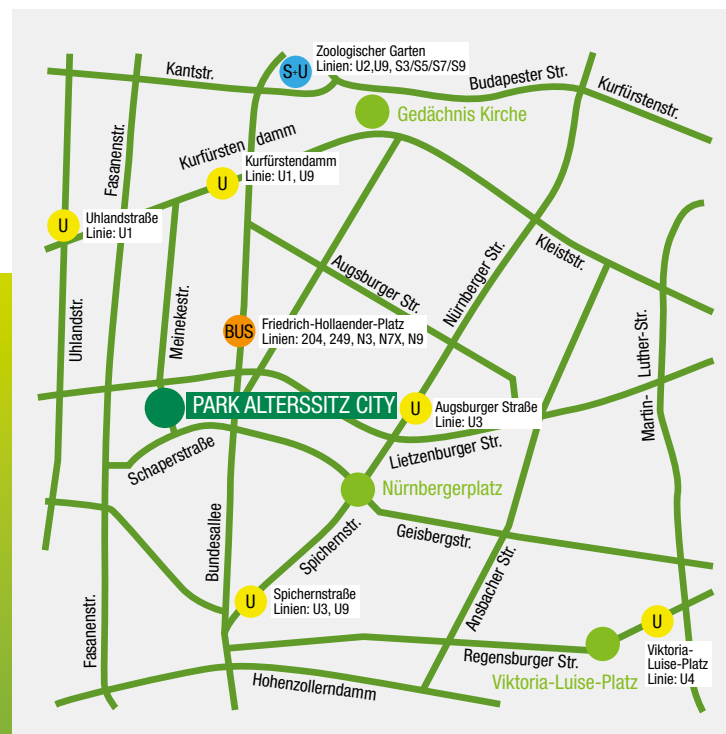 Zoologischer Garten
Linien: U2,U9, S3/S5/S7/S9
S+U
Kantstr.
Budapester Str.
Kurfürstenstr.
Gedächnis Kirche
Fasanenstr.
Kurfürsten damm
Kurfürstendamm
Linie: U1, U9
U
Uhlandstraße
Linie: U1
U
Augsburger Str.
Nürnberger Str.
Kleiststr.
Uhlandstr.
Meinekestr.
BUS
Friedrich-Hollaender-Platz
Linien: 204, 249, N3, N7X, N9
Martin- Luther-Str.
PARK ALTERSSITZ CITY
U
Augsburger Straße
Linie: U3
Schaperstraße
Lietzenburger Str.
Nürnbergerplatz
Bundesallee
Spichernstr.
Geisbergstr.
Ansbacher Str.
Fasanenstr.
U
Spichernstraße
Linien: U3, U9
U
Viktoria-
Luise-Platz
Linie: U4
Regensburger Str.
Viktoria-Luise-Platz
Hohenzollerndamm